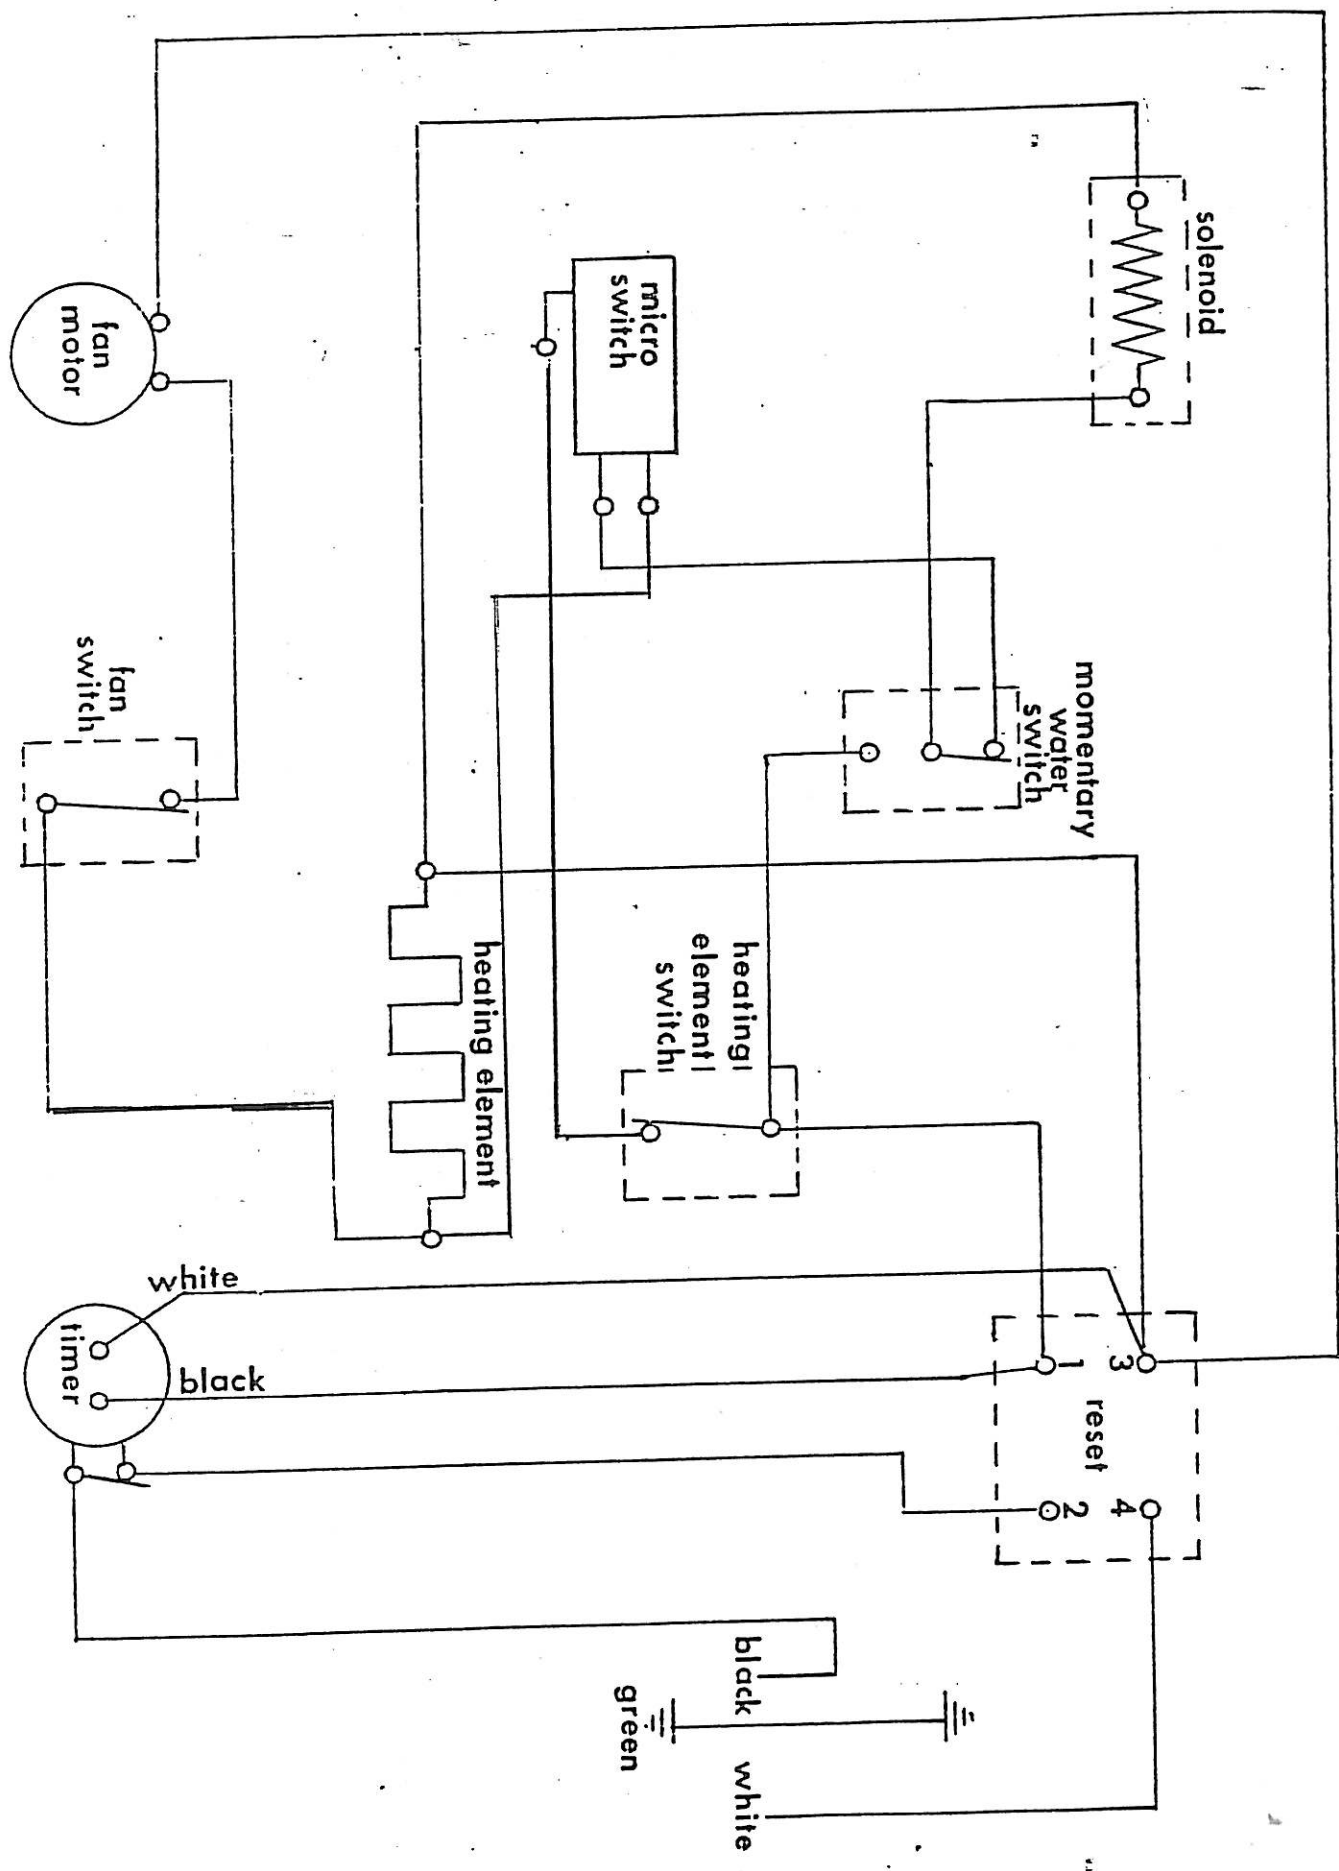 solenoid
micro
switch
fan
motor
momentary
water
switch
fan
switch
heating
element
switch
heating element
white
timer
black
1
3
reset
2
4
black
green
white